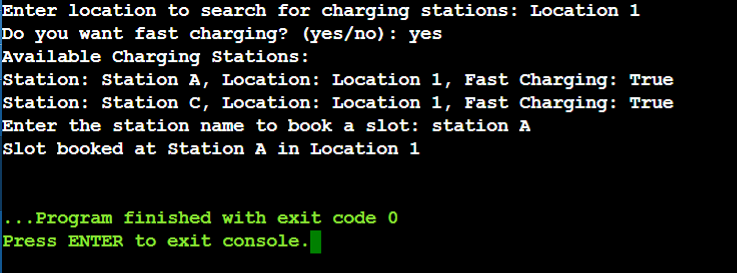 Enter location to search for charging stations: Location 1
Do you want fast charging? (yes/no): yes
Available Charging Stations:
Station: Station A, Location: Location 1, Fast Charging: True
Station: Station C, Location: Location 1, Fast Charging: True
Enter the station name to book a slot: station A
Slot booked at Station A in Location 1
...Program finished with exit code 0
Press ENTER to exit console.